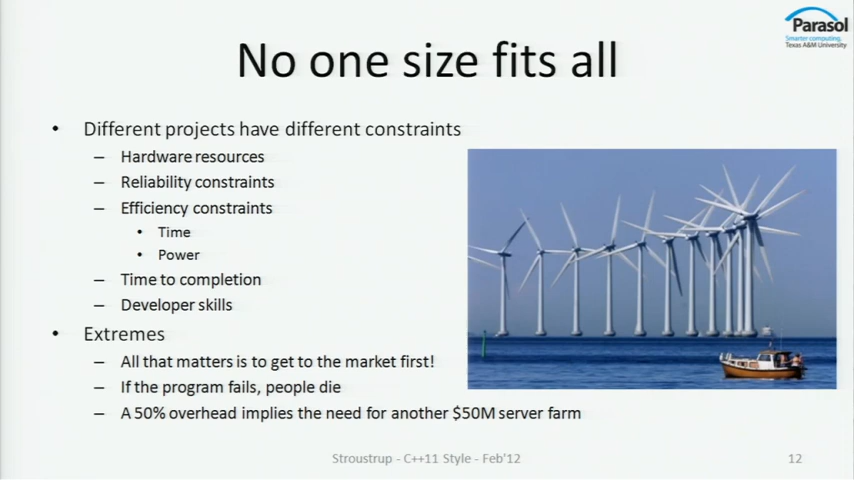 Parasol
Smarter computing.
Texas A&M University
No one size fits all
• Different projects have different constraints
– Hardware resources
– Reliability constraints
– Efficiency constraints
• Time
• Power
– Time to completion
– Developer skills
• Extremes
– All that matters is to get to the market first!
– If the program fails, people die
– A 50% overhead implies the need for another $50M server farm
Stroustrup - C++11 Style - Feb'12
12